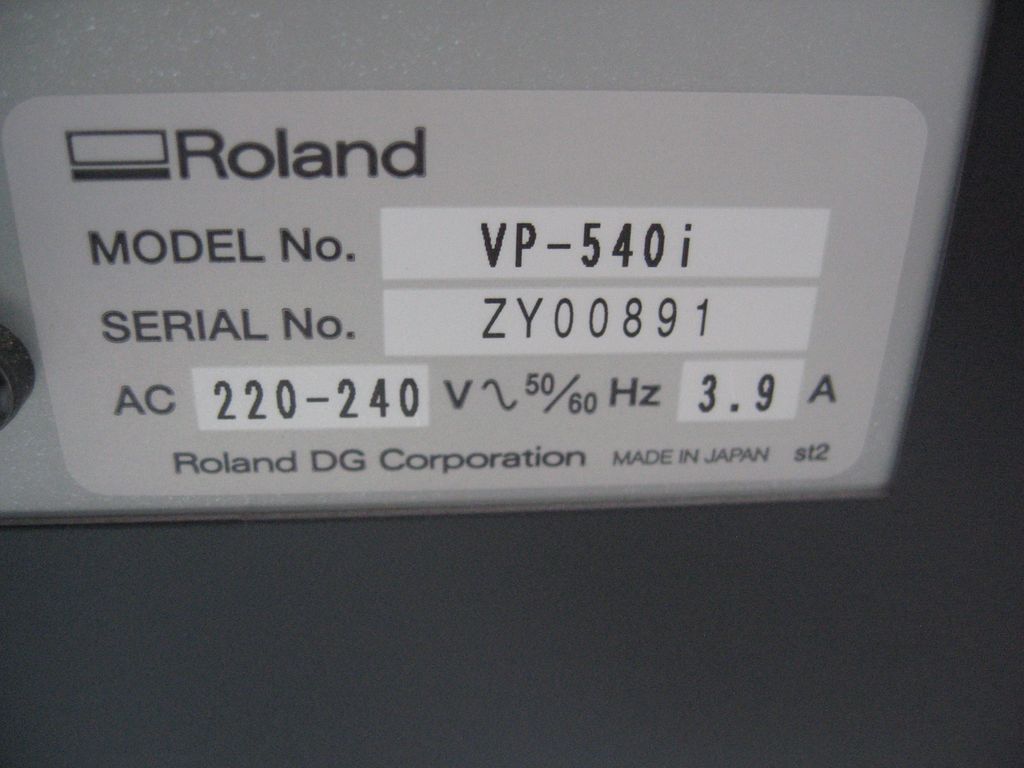 Roland
MODEL No. VP-540i
SERIAL No. ZY00891
AC 220-240 V ∿ 50/60 Hz 3.9 A
Roland DG Corporation MADE IN JAPAN st2